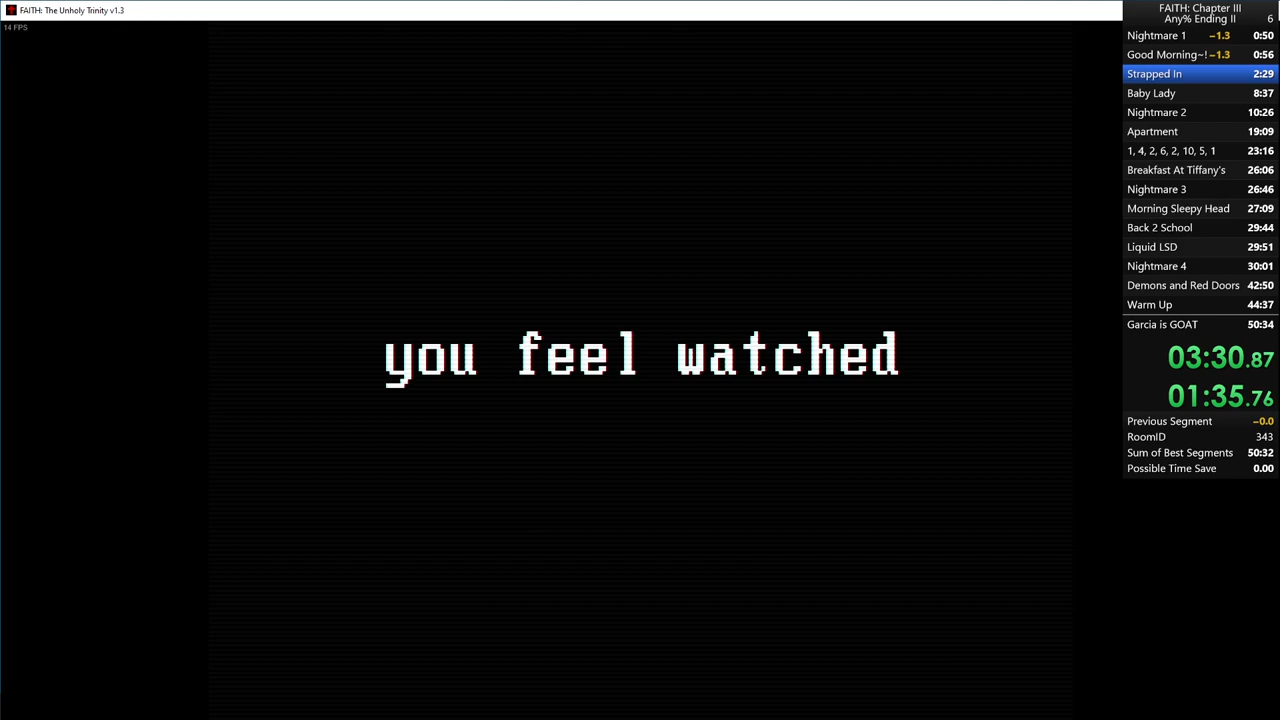 FAITH: The Unholy Trinity v1.3
14 FPS
you feel watched
FAITH: Chapter III
Any% Ending II 6
Nightmare 1 −1.3 0:50
Good Morning~! −1.3 0:56
Strapped In 2:29
Baby Lady 8:37
Nightmare 2 10:26
Apartment 19:09
1, 4, 2, 6, 2, 10, 5, 1 23:16
Breakfast At Tiffany's 26:06
Nightmare 3 26:46
Morning Sleepy Head 27:09
Back 2 School 29:44
Liquid LSD 29:51
Nightmare 4 30:01
Demons and Red Doors 42:50
Warm Up 44:37
Garcia is GOAT 50:34
03:30.87
01:35.76
Previous Segment −0.0
RoomID 343
Sum of Best Segments 50:32
Possible Time Save 0.00